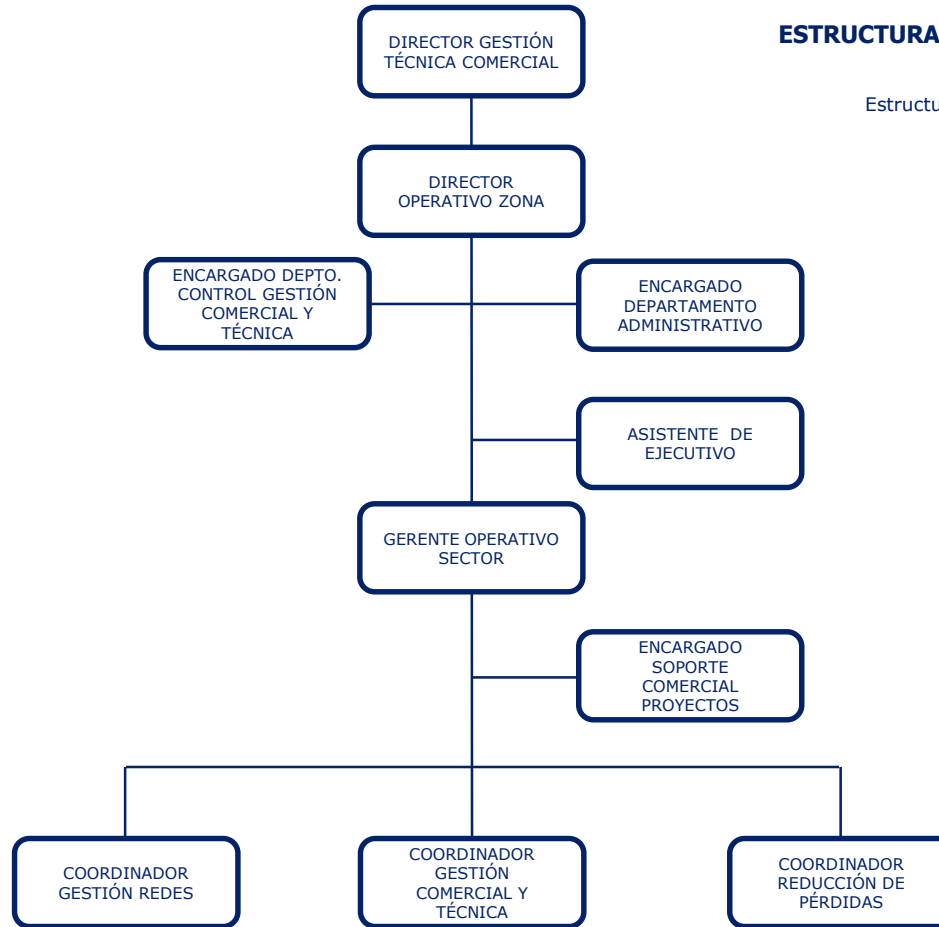 DIRECTOR GESTIÓN
TÉCNICA COMERCIAL
ESTRUCTURA
Estructu
DIRECTOR
OPERATIVO ZONA
ENCARGADO DEPTO.
CONTROL GESTIÓN
COMERCIAL Y
TÉCNICA
ENCARGADO
DEPARTAMENTO
ADMINISTRATIVO
ASISTENTE DE
EJECUTIVO
GERENTE OPERATIVO
SECTOR
ENCARGADO
SOPORTE
COMERCIAL
PROYECTOS
COORDINADOR
GESTIÓN REDES
COORDINADOR
GESTIÓN
COMERCIAL Y
TÉCNICA
COORDINADOR
REDUCCIÓN DE
PÉRDIDAS